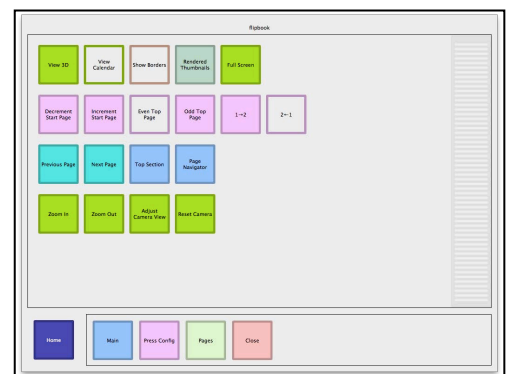 flipbook
View 3D
View
Calendar
Show Borders
Rendered
Thumbnails
Full Screen
Decrement
Start Page
Increment
Start Page
Even Top
Page
Odd Top
Page
1→2
2←1
Previous Page
Next Page
Top Section
Page
Navigator
Zoom In
Zoom Out
Adjust
Camera View
Reset Camera
Home
Main
Press Config
Pages
Close